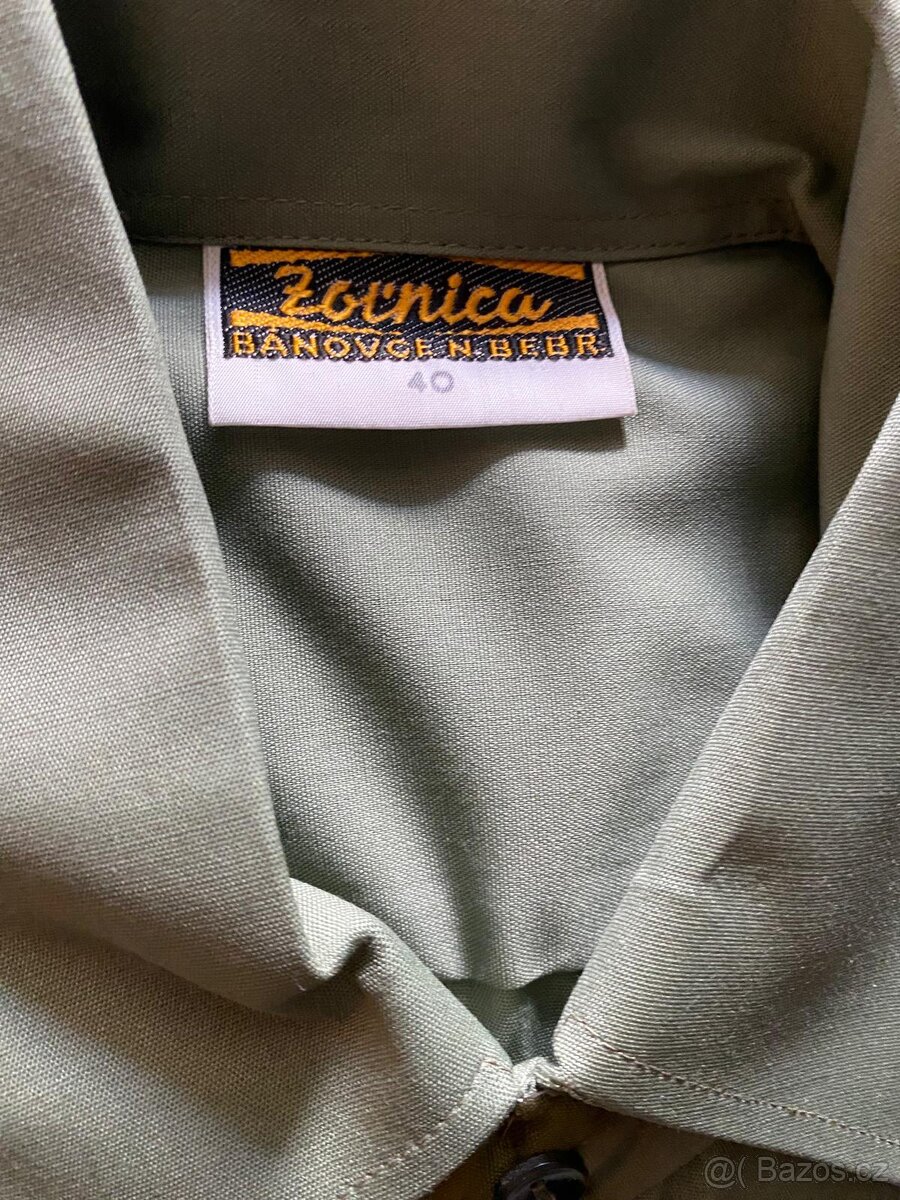 Zornica
BÁNOVCE N. BEBR.
40
@( Bazos.cz